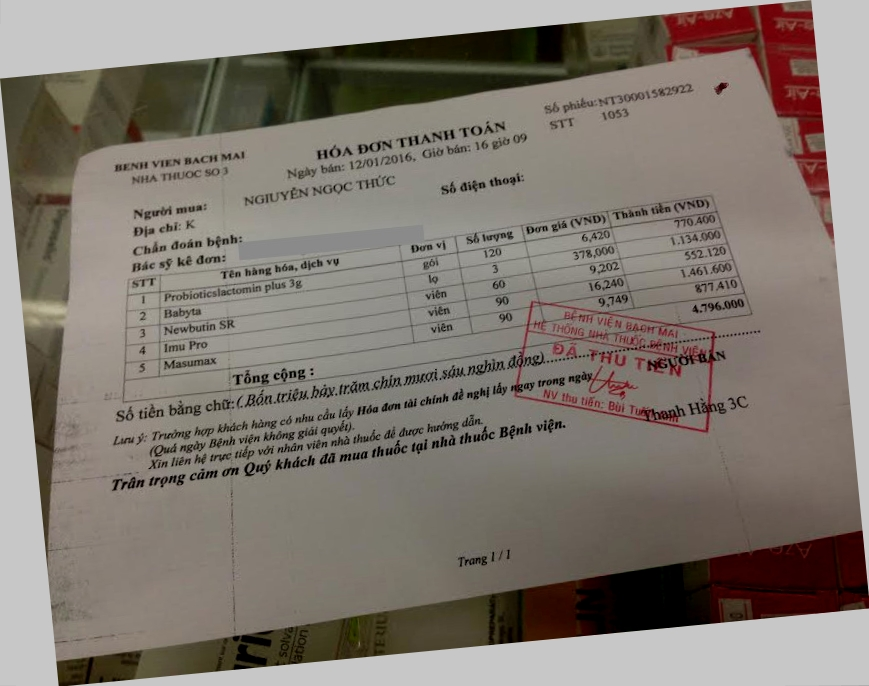 BENH VIEN BACH MAI
NHA THUOC SO 3
HÓA ĐƠN THANH TOÁN
Ngày bán: 12/01/2016, Giờ bán: 16 giờ 09
Số phiếu:NT30001582922
STT 1053
Người mua: NGIUYÊN NGỌC THỨC Số điện thoại:
Địa chỉ: K
Chẩn đoán bệnh:
Bác sỹ kê đơn:
STT Tên hàng hóa, dịch vụ Đơn vị Số lượng Đơn giá (VND) Thành tiền (VND)
1 Probioticslactomin plus 3g gói 120 6,420 770.400
2 Babyta lọ 3 378,000 1.134.000
3 Newbutin SR viên 60 9,202 552.120
4 Imu Pro viên 90 16,240 1.461.600
5 Masumax viên 90 9,749 877.410
Tổng cộng : 4.796.000
Số tiền bằng chữ:( Bốn triệu bảy trăm chín mươi sáu nghìn đồng)
Lưu ý: Trường hợp khách hàng có nhu cầu lấy Hóa đơn tài chính đề nghị lấy ngay trong ngày
(Quá ngày Bệnh viện không giải quyết).
Xin liên hệ trực tiếp với nhân viên nhà thuốc để được hướng dẫn.
Trân trọng cảm ơn Quý khách đã mua thuốc tại nhà thuốc Bệnh viện.
BỆNH VIỆN BẠCH MAI
HỆ THỐNG NHÀ THUỐC BỆNH VIỆN
ĐÃ THU TIỀN
NV thu tiền: Bùi
NGƯỜI BÁN
Thanh Hằng 3C
Trang 1 / 1